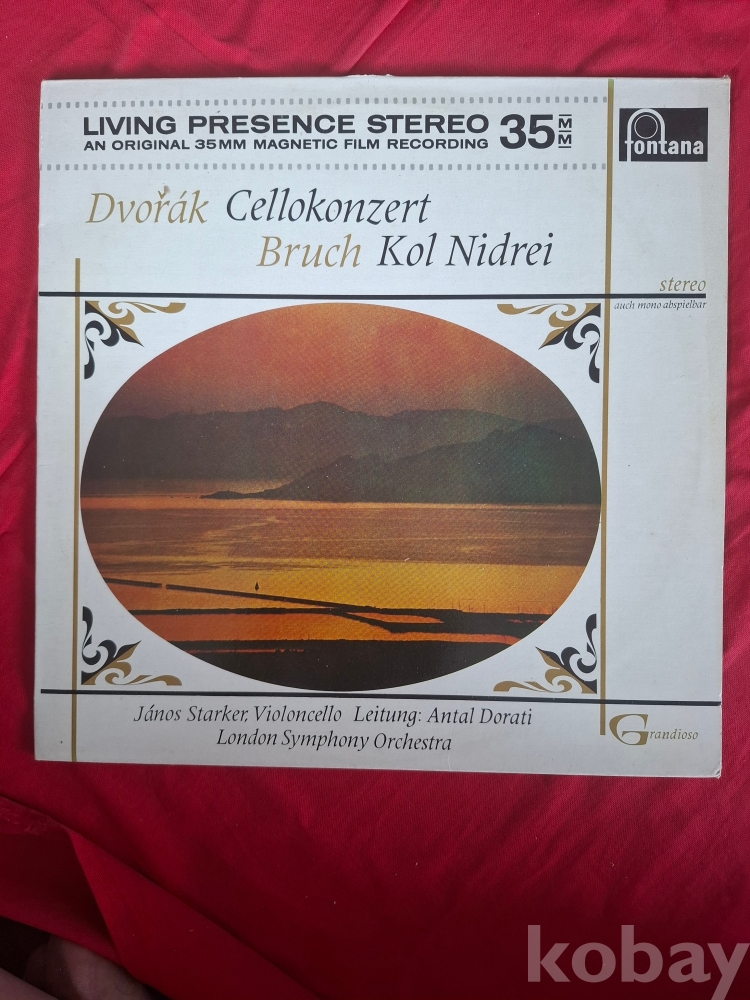 LIVING PRESENCE STEREO 35 MM
AN ORIGINAL 35MM MAGNETIC FILM RECORDING
fontana
Dvořák Cellokonzert
Bruch Kol Nidrei
stereo
auch mono abspielbar
János Starker, Violoncello Leitung: Antal Dorati
London Symphony Orchestra
Grandioso
kobay